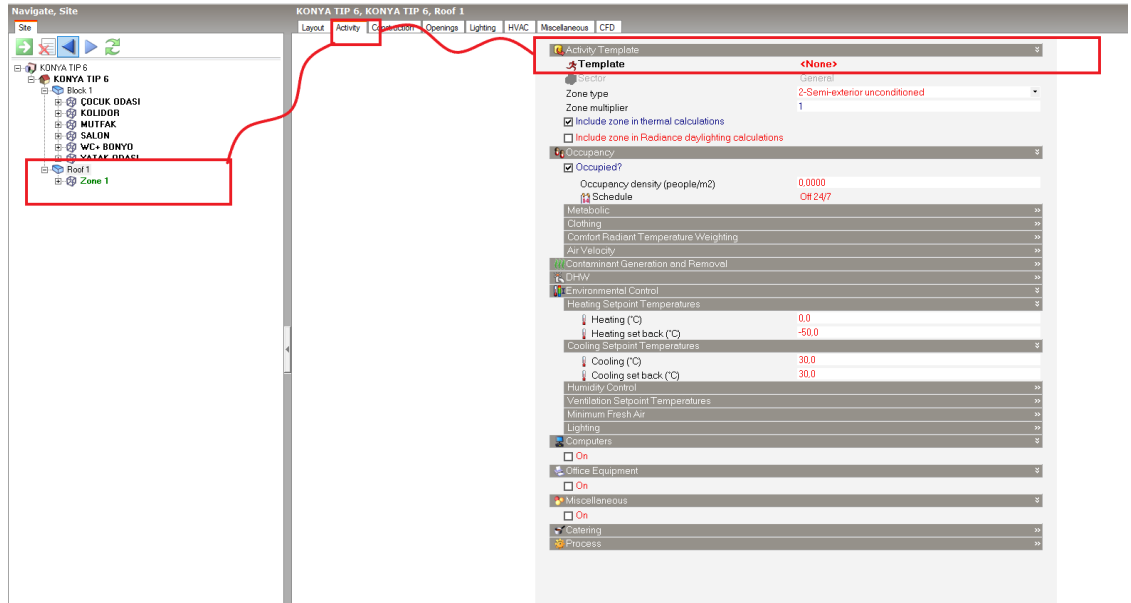 Navigate, Site
Site
KONYA TIP 6
KONYA TIP 6
Block 1
ÇOCUK ODASI
KOLIDOR
MUTFAK
SALON
WC+ BONYO
YATAK ODASI
Roof 1
Zone 1
KONYA TIP 6, KONYA TIP 6, Roof 1
Layout Activity Construction Openings Lighting HVAC Miscellaneous CFD
Activity Template
Template <None>
Sector General
Zone type 2-Semi-exterior unconditioned
Zone multiplier 1
Include zone in thermal calculations
Include zone in Radiance daylighting calculations
Occupancy
Occupied?
Occupancy density (people/m2) 0,0000
Schedule Off 24/7
Metabolic
Clothing
Comfort Radiant Temperature Weighting
Air Velocity
Contaminant Generation and Removal
DHW
Environmental Control
Heating Setpoint Temperatures
Heating (°C) 0,0
Heating set back (°C) -50,0
Cooling Setpoint Temperatures
Cooling (°C) 30,0
Cooling set back (°C) 30,0
Humidity Control
Ventilation Setpoint Temperatures
Minimum Fresh Air
Lighting
Computers
On
Office Equipment
On
Miscellaneous
On
Catering
Process